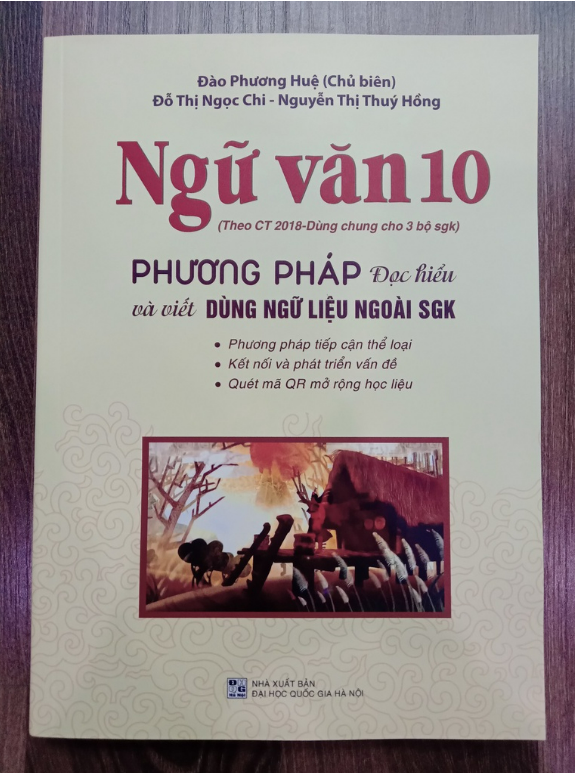 Đào Phương Huệ (Chủ biên)
Đỗ Thị Ngọc Chi - Nguyễn Thị Thuý Hồng
Ngữ văn 10
(Theo CT 2018-Dùng chung cho 3 bộ sgk)
PHƯƠNG PHÁP Đọc hiểu
và viết DÙNG NGỮ LIỆU NGOÀI SGK
• Phương pháp tiếp cận thể loại
• Kết nối và phát triển vấn đề
• Quét mã QR mở rộng học liệu
NHÀ XUẤT BẢN
ĐẠI HỌC QUỐC GIA HÀ NỘI